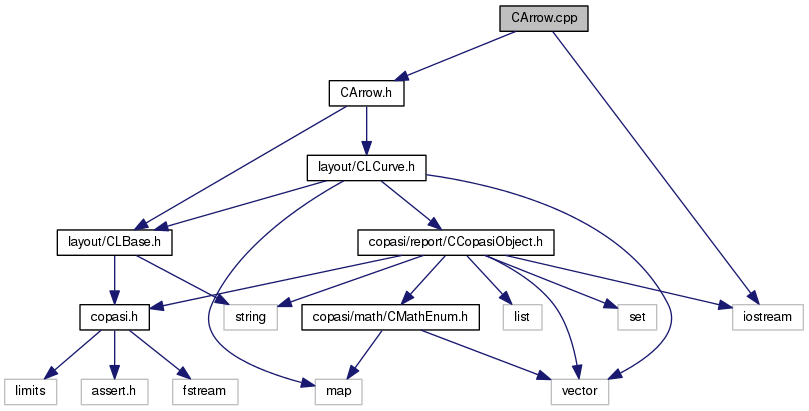 CArrow.cpp
CArrow.h
layout/CLCurve.h
layout/CLBase.h
copasi/report/CCopasiObject.h
copasi.h
string
copasi/math/CMathEnum.h
list
set
iostream
limits
assert.h
fstream
map
vector